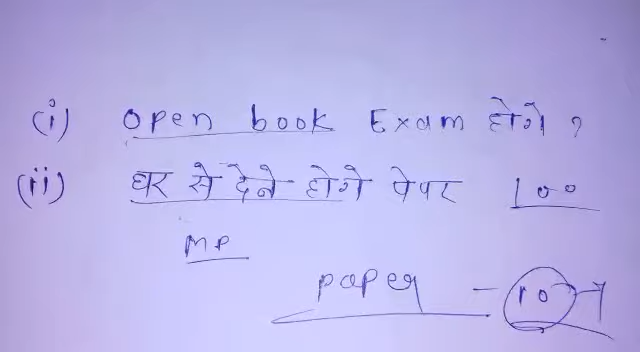 (i) open book Exam होगे ?
(ii) घर से देने होगे पेपर 100
MP
paper - 10